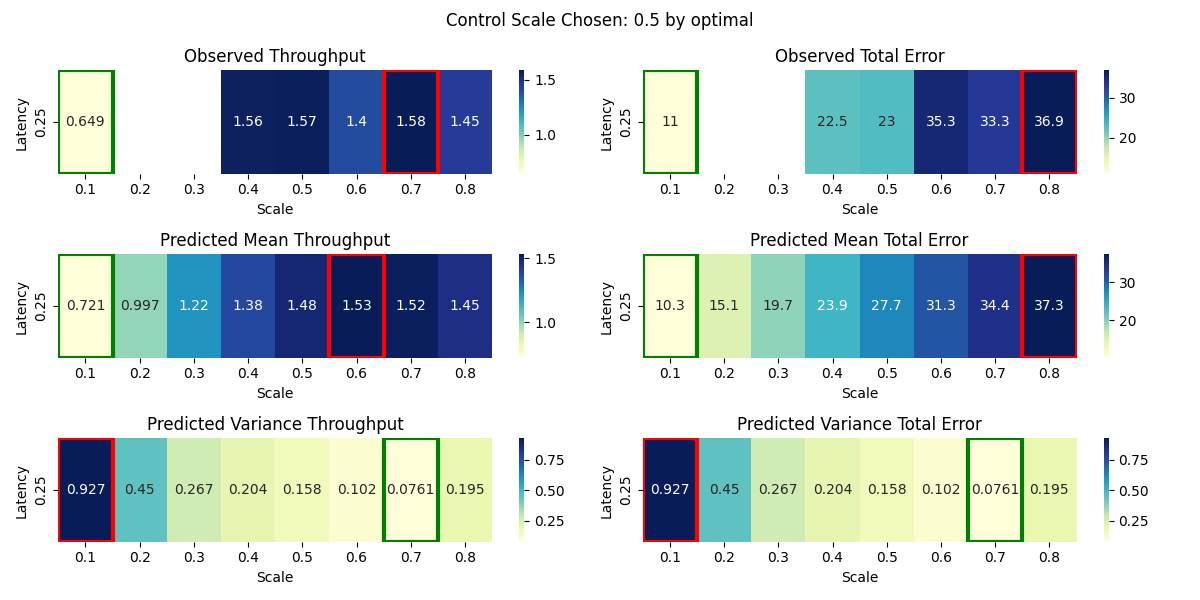 Control Scale Chosen: 0.5 by optimal
Observed Throughput
Latency
0.25
0.649 1.56 1.57 1.4 1.58 1.45
0.1 0.2 0.3 0.4 0.5 0.6 0.7 0.8
Scale
1.5
1.0
Observed Total Error
Latency
0.25
11 22.5 23 35.3 33.3 36.9
0.1 0.2 0.3 0.4 0.5 0.6 0.7 0.8
Scale
30
20
Predicted Mean Throughput
Latency
0.25
0.721 0.997 1.22 1.38 1.48 1.53 1.52 1.45
0.1 0.2 0.3 0.4 0.5 0.6 0.7 0.8
Scale
1.5
1.0
Predicted Mean Total Error
Latency
0.25
10.3 15.1 19.7 23.9 27.7 31.3 34.4 37.3
0.1 0.2 0.3 0.4 0.5 0.6 0.7 0.8
Scale
30
20
Predicted Variance Throughput
Latency
0.25
0.927 0.45 0.267 0.204 0.158 0.102 0.0761 0.195
0.1 0.2 0.3 0.4 0.5 0.6 0.7 0.8
Scale
0.75
0.50
0.25
Predicted Variance Total Error
Latency
0.25
0.927 0.45 0.267 0.204 0.158 0.102 0.0761 0.195
0.1 0.2 0.3 0.4 0.5 0.6 0.7 0.8
Scale
0.75
0.50
0.25